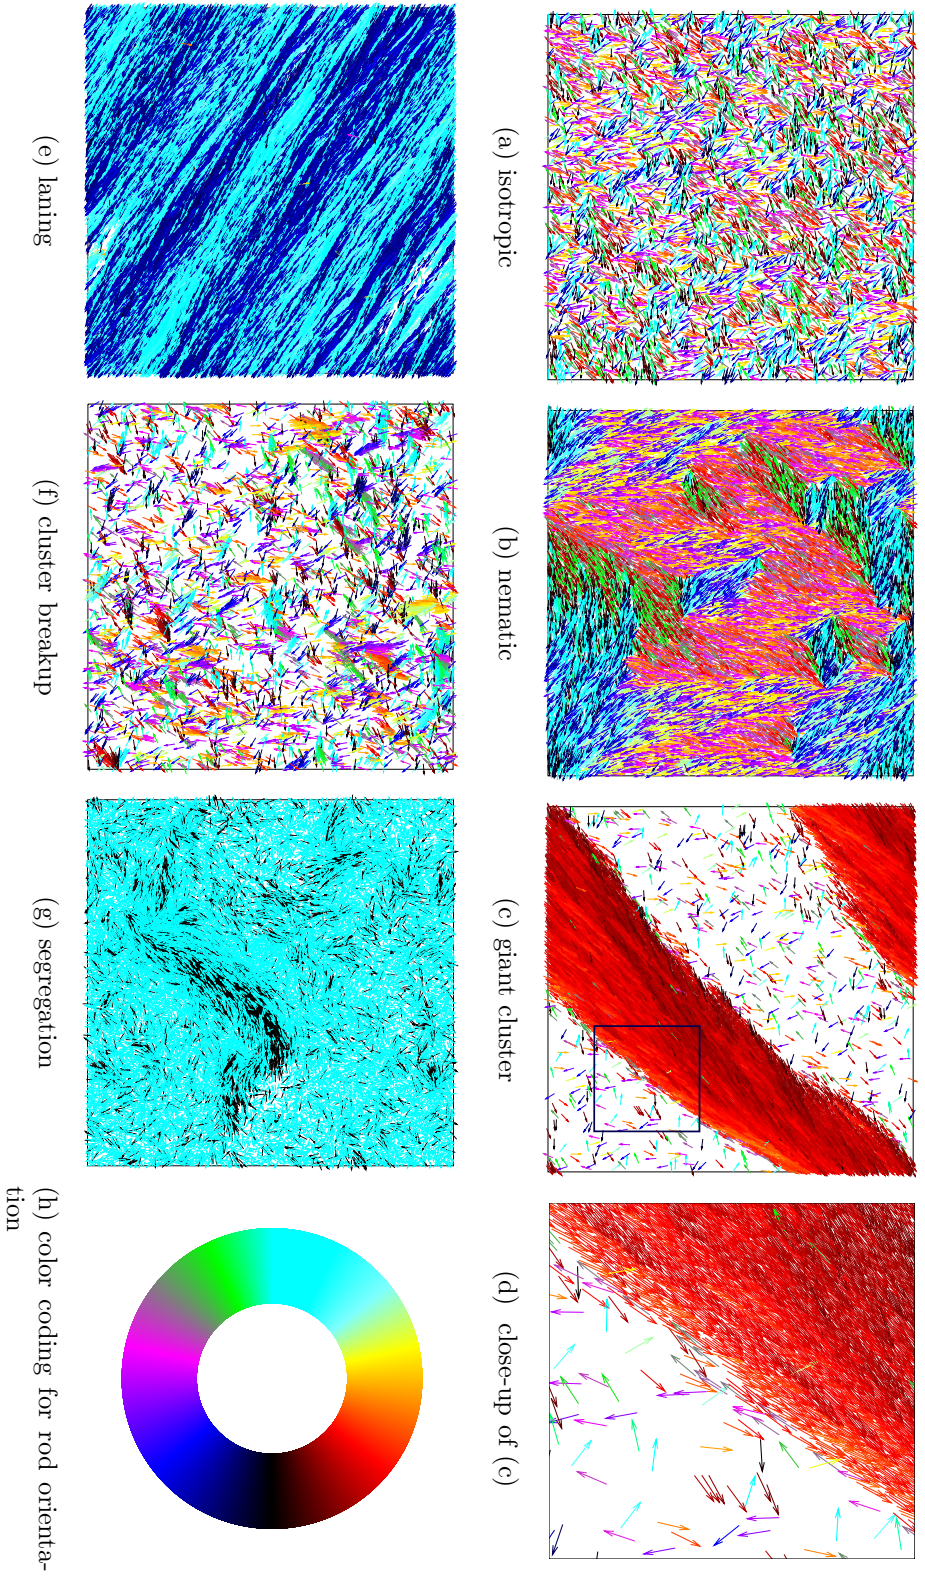 (a) isotropic
(b) nematic
(c) giant cluster
(d) close-up of (c)
(e) laning
(f) cluster breakup
(g) segregation
(h) color coding for rod orienta-
tion